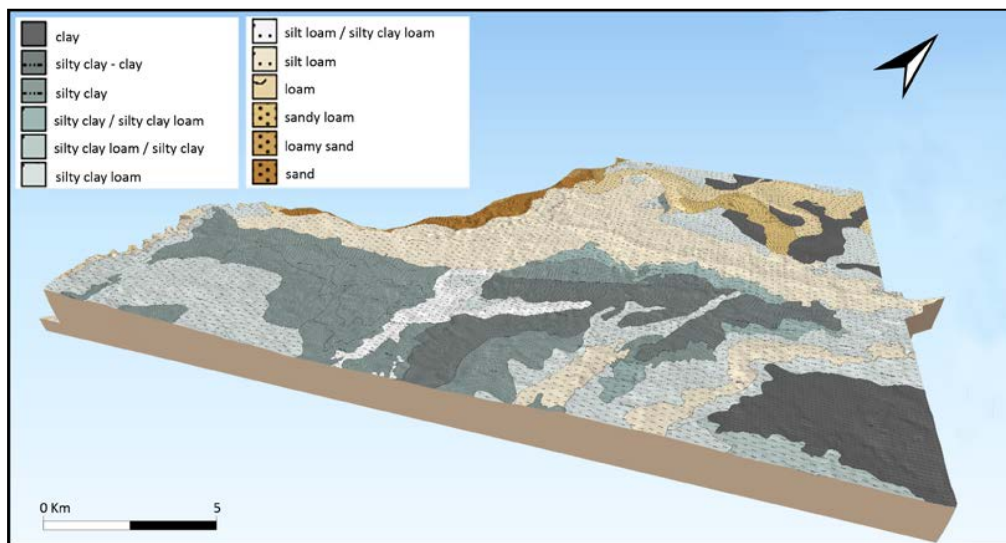 clay
silty clay - clay
silty clay
silty clay / silty clay loam
silty clay loam / silty clay
silty clay loam
silt loam / silty clay loam
silt loam
loam
sandy loam
loamy sand
sand
0 Km 5